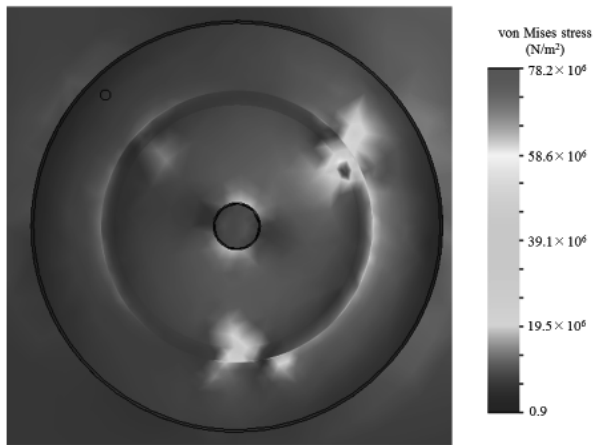 von Mises stress
(N/m²)
78.2×10⁶
58.6×10⁶
39.1×10⁶
19.5×10⁶
0.9